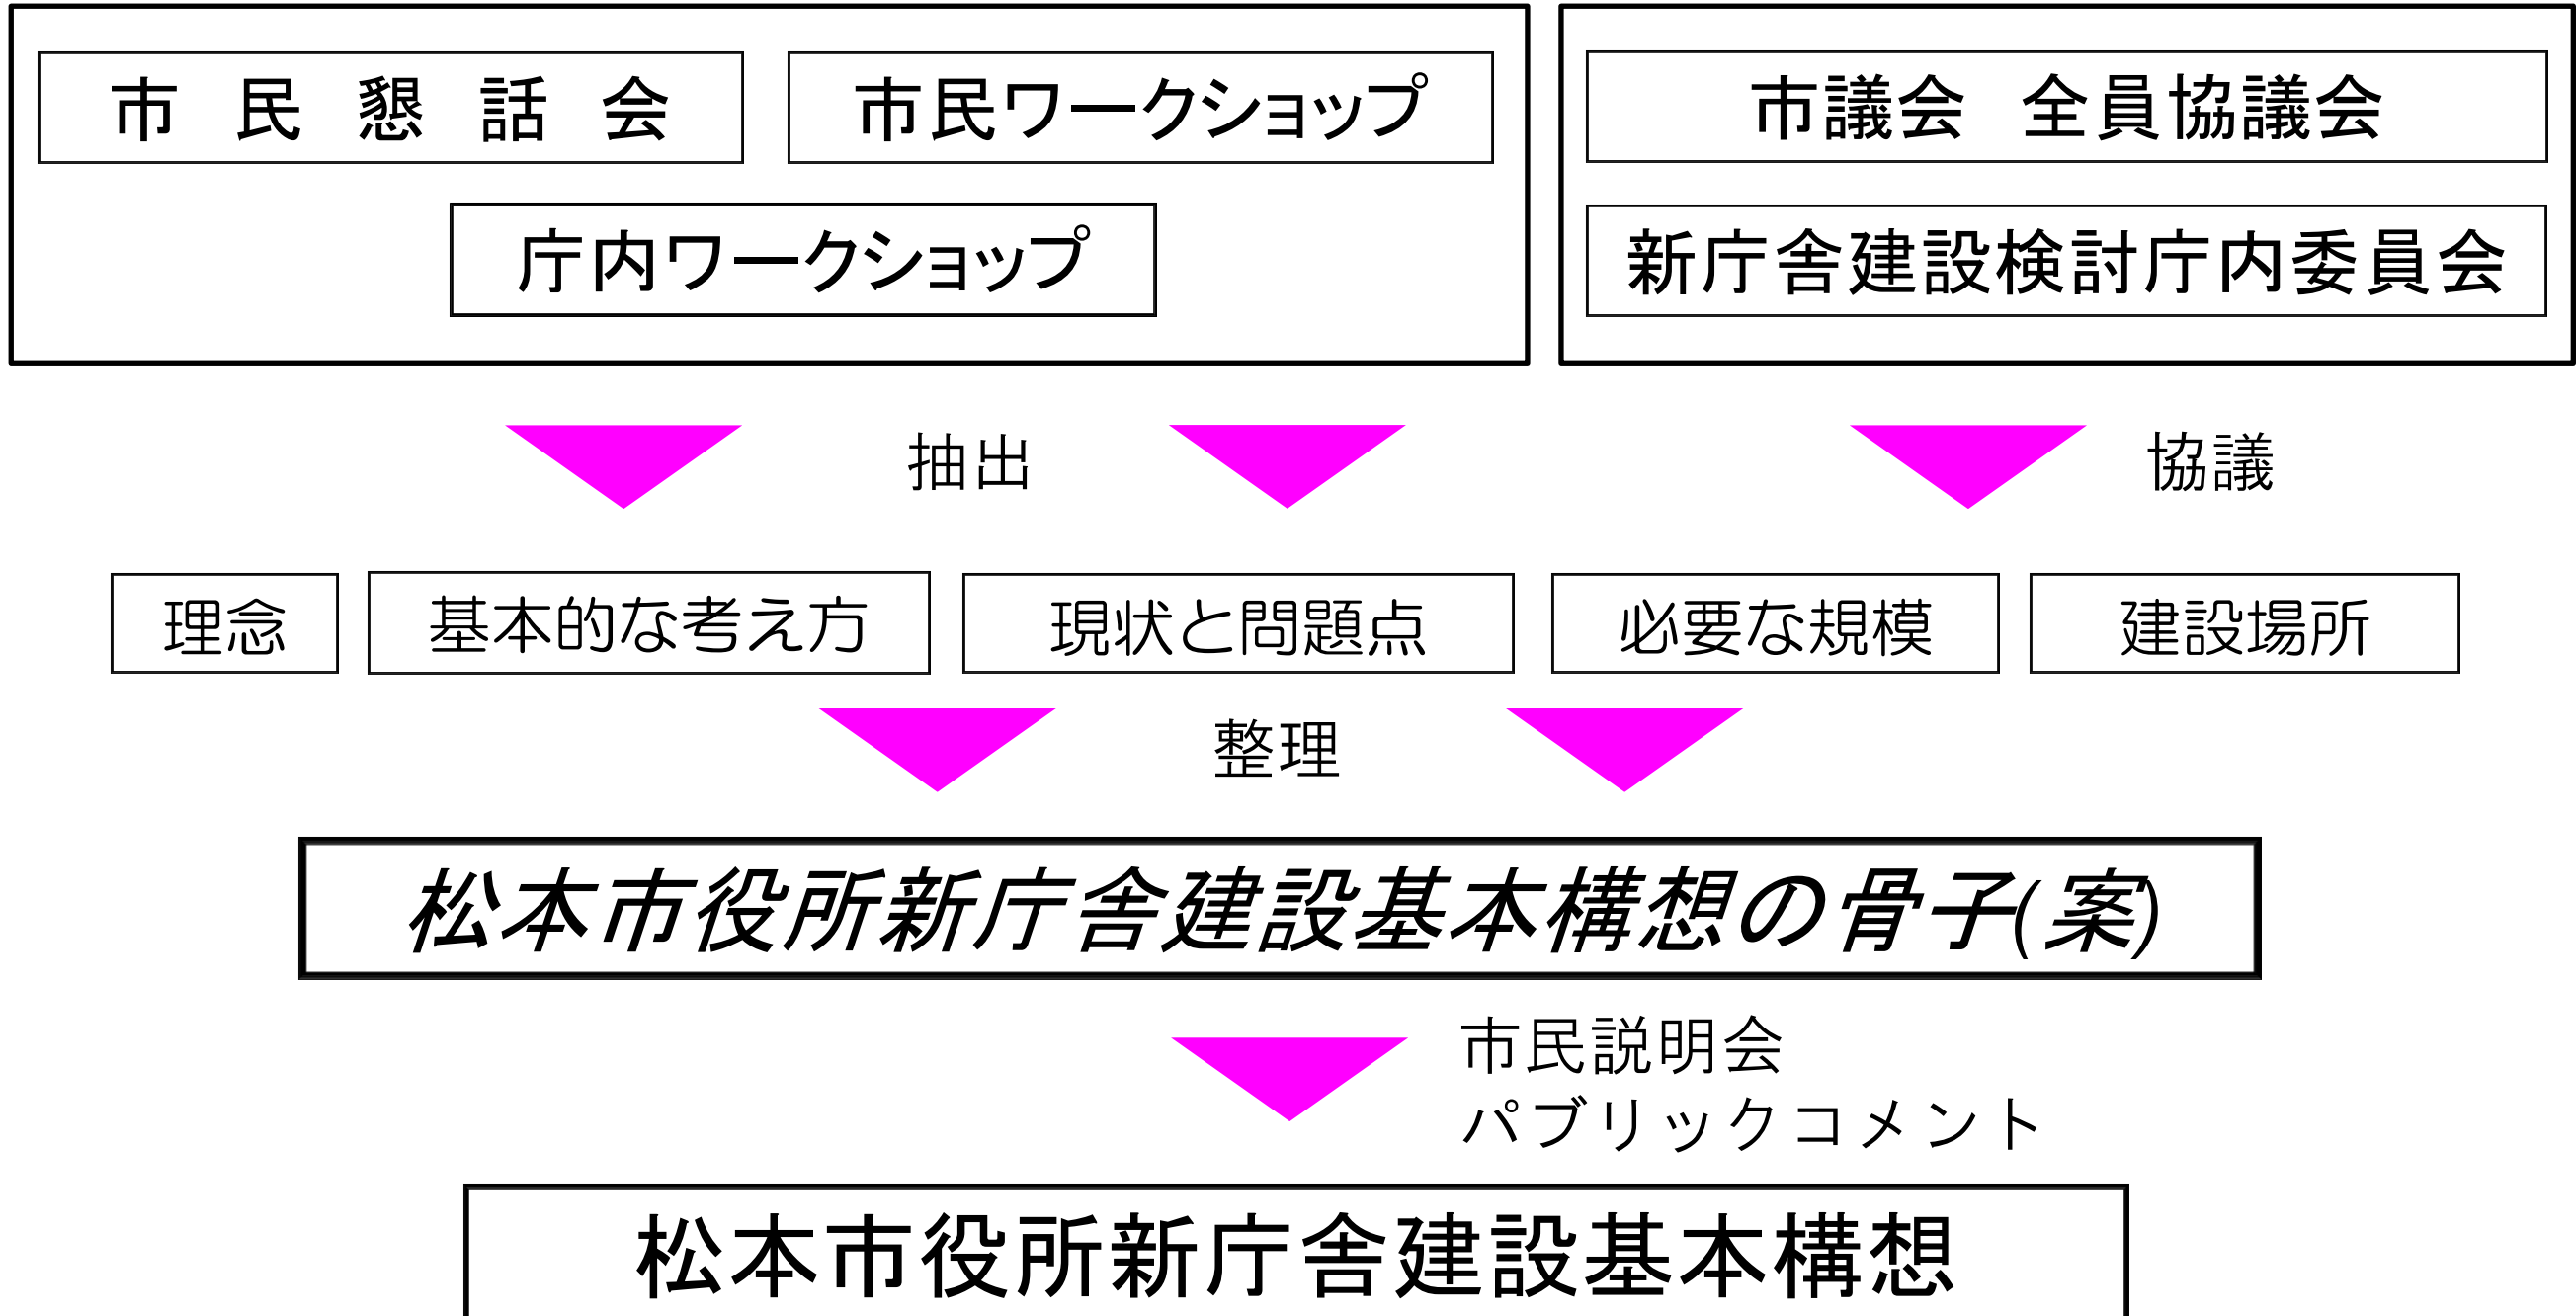 市民懇話会
市民ワークショップ
庁内ワークショップ
市議会 全員協議会
新庁舎建設検討庁内委員会
抽出
協議
理念
基本的な考え方
現状と問題点
必要な規模
建設場所
整理
松本市役所新庁舎建設基本構想の骨子(案)
市民説明会
パブリックコメント
松本市役所新庁舎建設基本構想